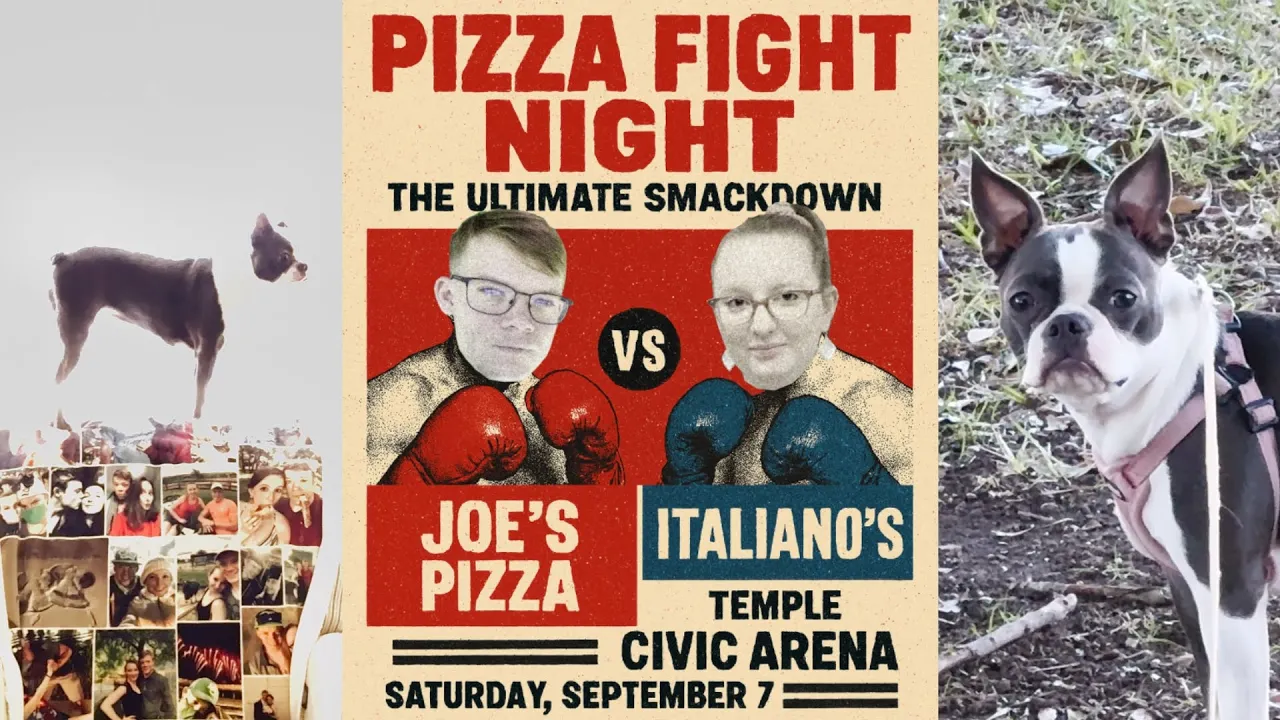 PIZZA FIGHT
NIGHT
THE ULTIMATE SMACKDOWN
VS
JOE'S
PIZZA
ITALIANO'S
TEMPLE
CIVIC ARENA
SATURDAY, SEPTEMBER 7